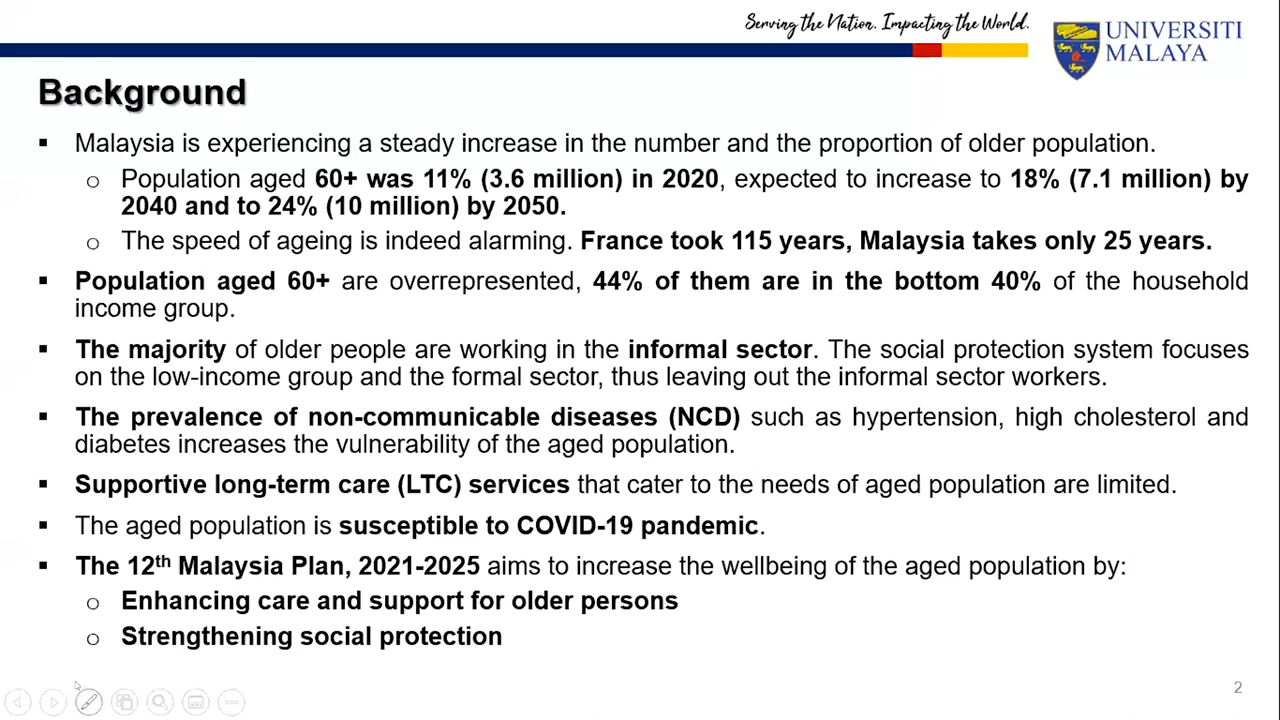 Serving the Nation. Impacting the World.
UNIVERSITI
MALAYA
Background
▪ Malaysia is experiencing a steady increase in the number and the proportion of older population.
o Population aged 60+ was 11% (3.6 million) in 2020, expected to increase to 18% (7.1 million) by
2040 and to 24% (10 million) by 2050.
o The speed of ageing is indeed alarming. France took 115 years, Malaysia takes only 25 years.
▪ Population aged 60+ are overrepresented, 44% of them are in the bottom 40% of the household
income group.
▪ The majority of older people are working in the informal sector. The social protection system focuses
on the low-income group and the formal sector, thus leaving out the informal sector workers.
▪ The prevalence of non-communicable diseases (NCD) such as hypertension, high cholesterol and
diabetes increases the vulnerability of the aged population.
▪ Supportive long-term care (LTC) services that cater to the needs of aged population are limited.
▪ The aged population is susceptible to COVID-19 pandemic.
▪ The 12th Malaysia Plan, 2021-2025 aims to increase the wellbeing of the aged population by:
o Enhancing care and support for older persons
o Strengthening social protection
2